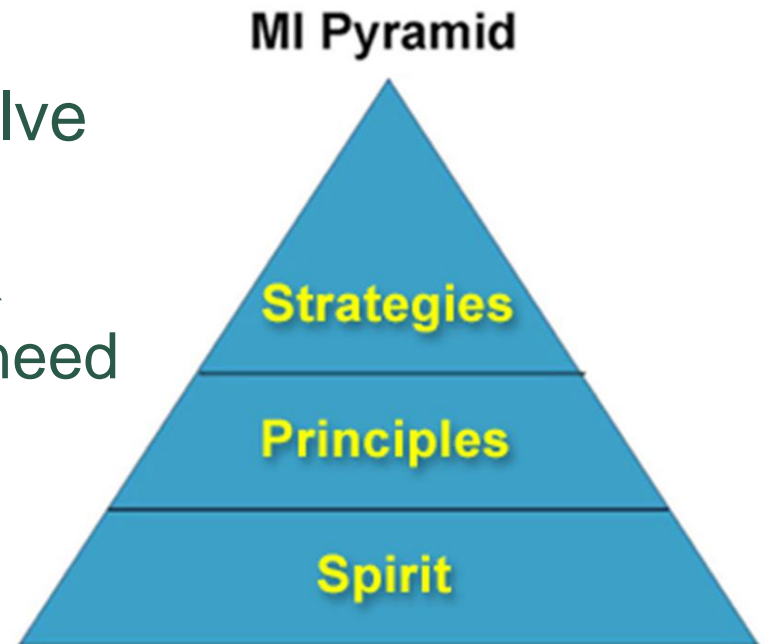 MI Pyramid
lve
need
Strategies
Principles
Spirit